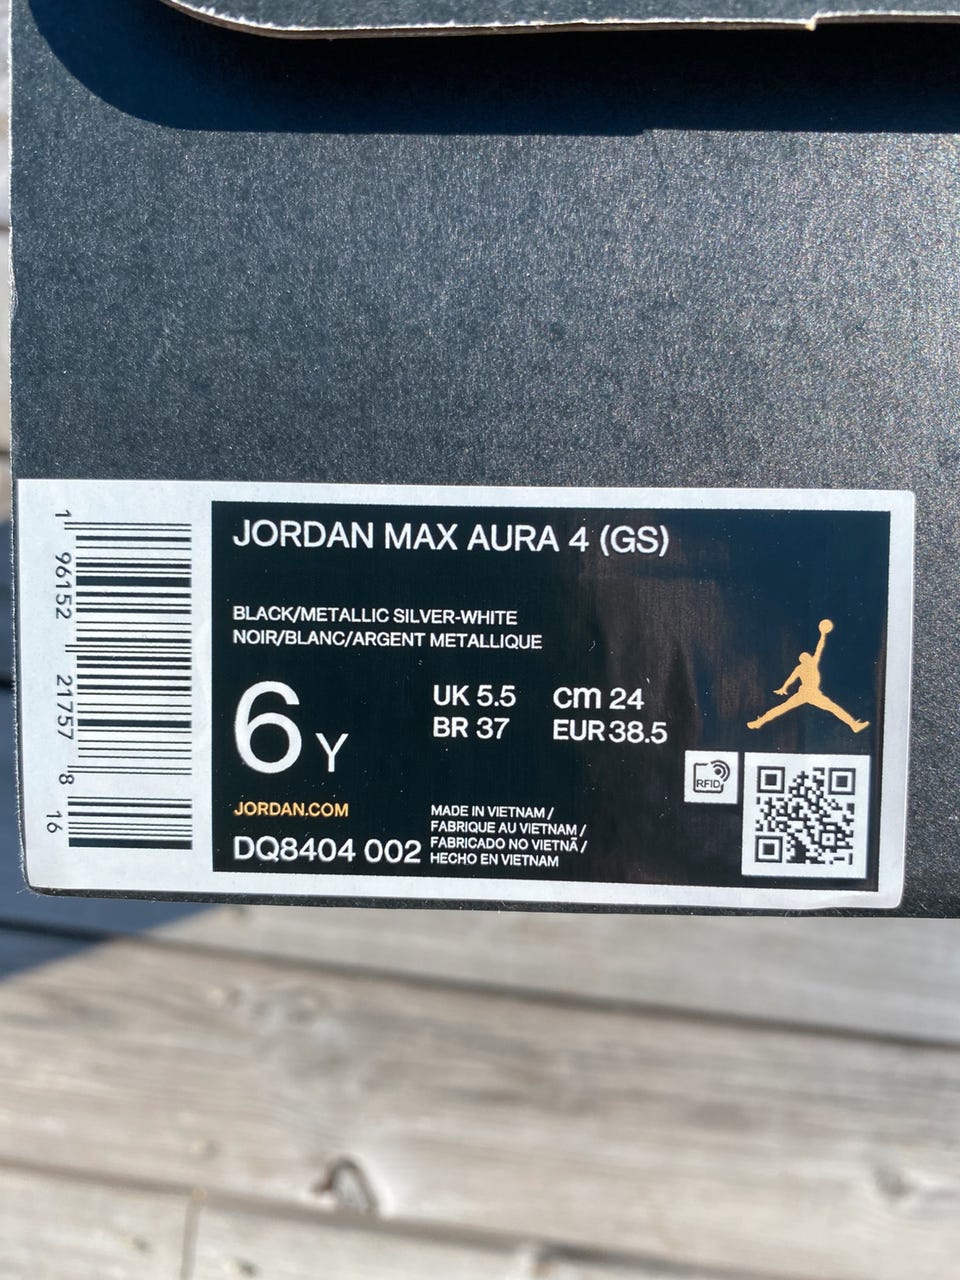 JORDAN MAX AURA 4 (GS)
BLACK/METALLIC SILVER-WHITE
NOIR/BLANC/ARGENT METALLIQUE
6Y
UK 5.5 cm 24
BR 37 EUR 38.5
RFID
JORDAN.COM
DQ8404 002
MADE IN VIETNAM /
FABRIQUE AU VIETNAM /
FABRICADO NO VIETNÃ /
HECHO EN VIETNAM
1 96152 21757 8 16